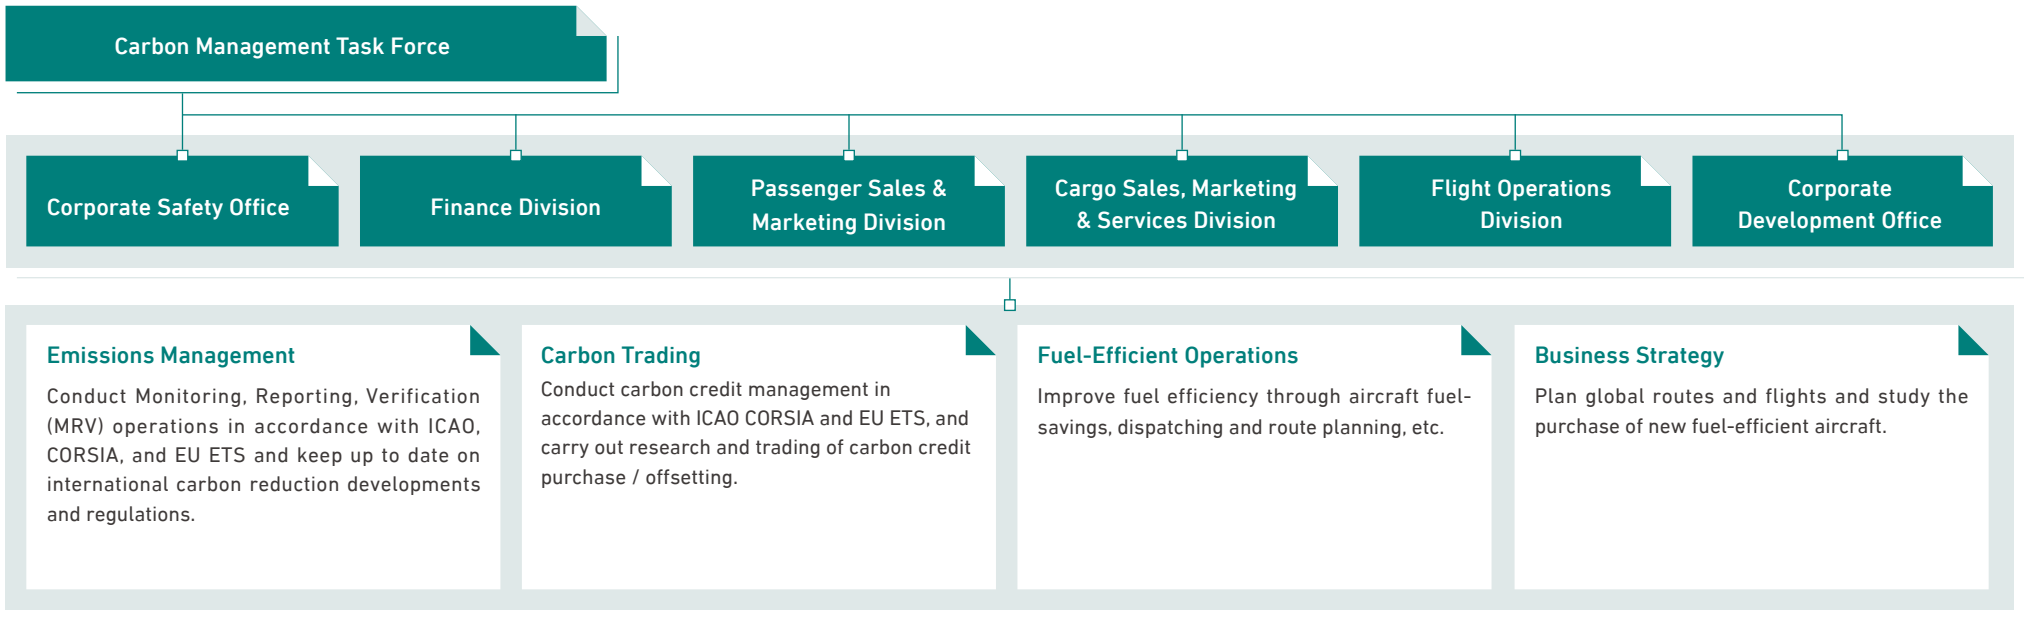 Carbon Management Task Force
Corporate Safety Office
Finance Division
Passenger Sales &
Marketing Division
Cargo Sales, Marketing
& Services Division
Flight Operations
Division
Corporate
Development Office
Emissions Management
Conduct Monitoring, Reporting, Verification
(MRV) operations in accordance with ICAO,
CORSIA, and EU ETS and keep up to date on
international carbon reduction developments
and regulations.
Carbon Trading
Conduct carbon credit management in
accordance with ICAO CORSIA and EU ETS, and
carry out research and trading of carbon credit
purchase / offsetting.
Fuel-Efficient Operations
Improve fuel efficiency through aircraft fuel-
savings, dispatching and route planning, etc.
Business Strategy
Plan global routes and flights and study the
purchase of new fuel-efficient aircraft.